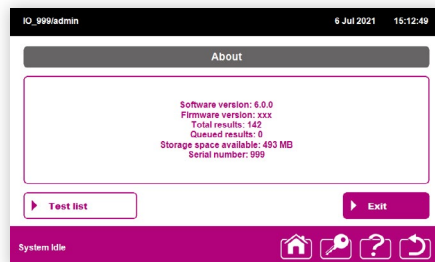 IO_999/admin 6 Jul 2021 15:12:49
About
Software version: 6.0.0
Firmware version: xxx
Total results: 142
Queued results: 0
Storage space available: 493 MB
Serial number: 999
Test list Exit
System Idle ?